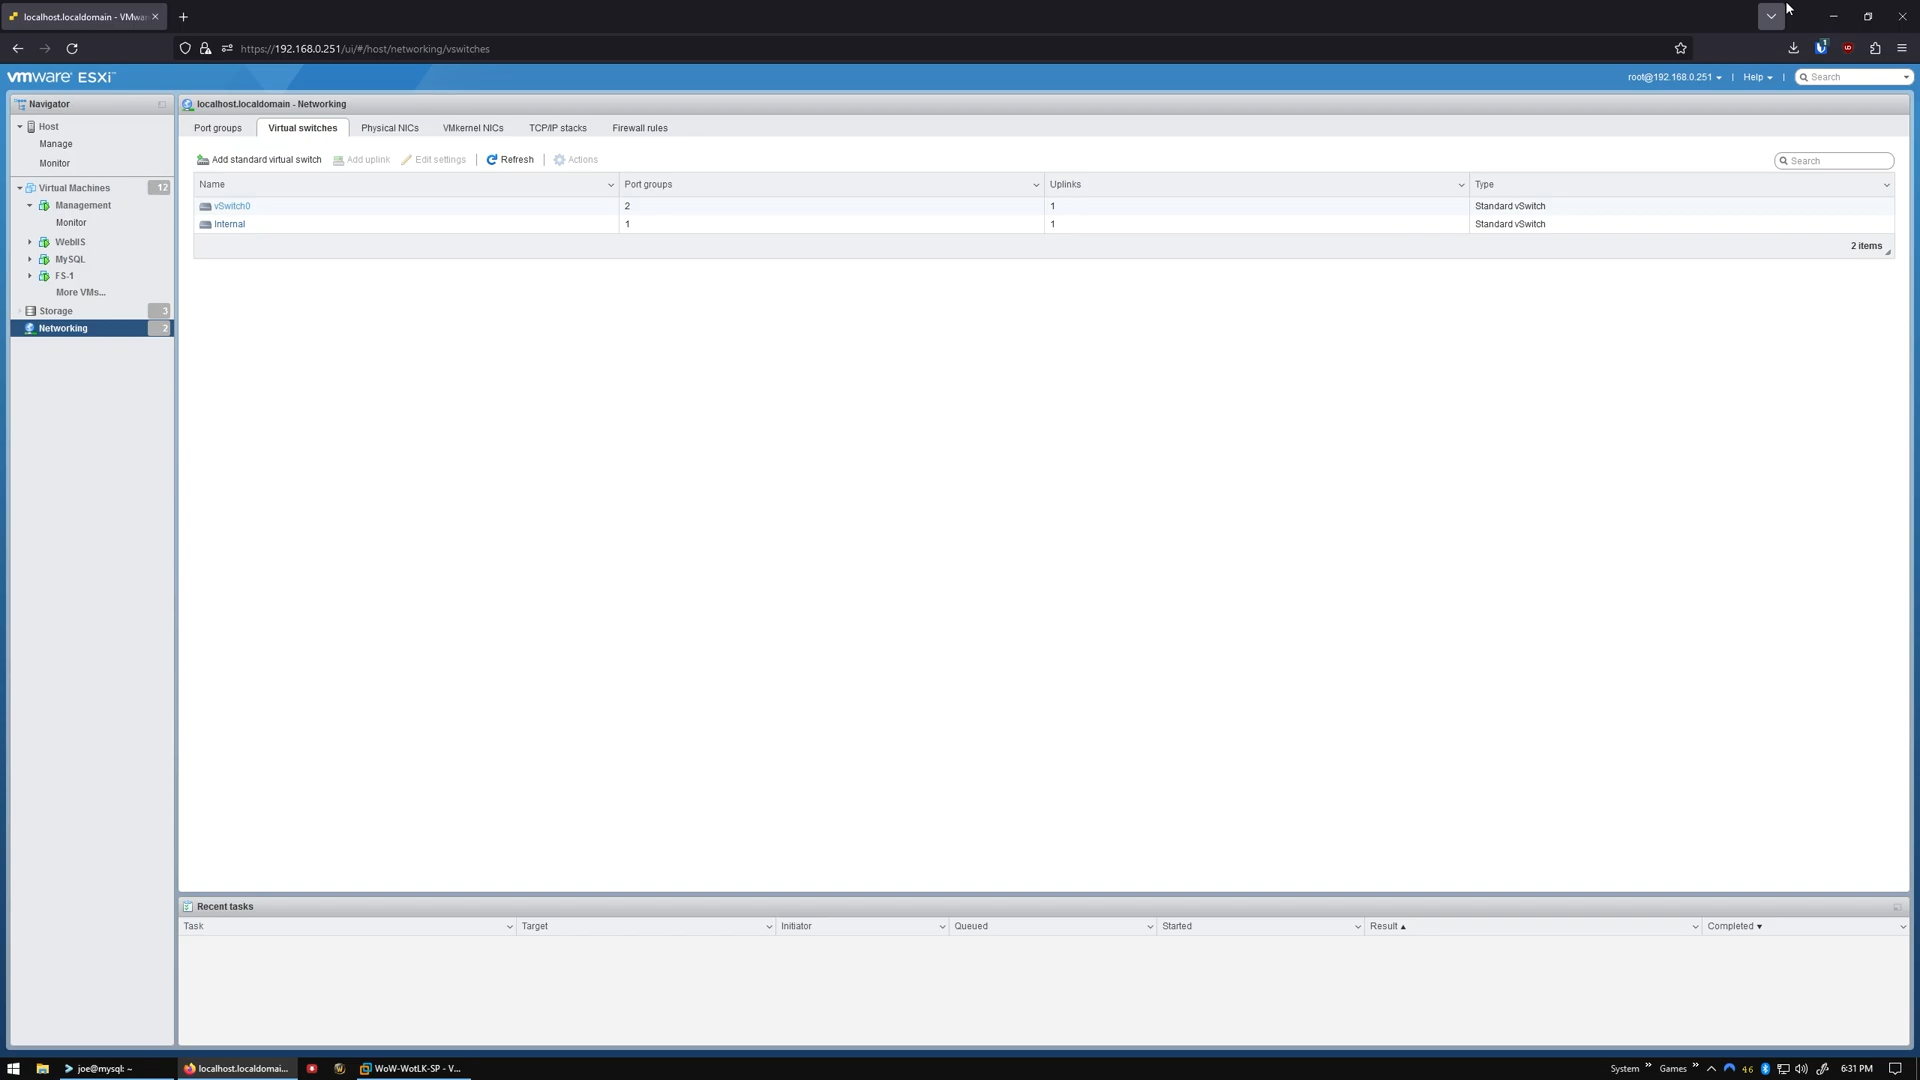 localhost.localdomain - VMwa
https://192.168.0.251/ui/#/host/networking/vswitches
vmware ESXi
root@192.168.0.251 | Help | Search
Navigator
localhost.localdomain - Networking
Host
Manage
Monitor
Virtual Machines 12
Management
Monitor
WebIIS
MySQL
FS-1
More VMs...
Storage 3
Networking 2
Port groups Virtual switches Physical NICs VMkernel NICs TCP/IP stacks Firewall rules
Add standard virtual switch Add uplink Edit settings | Refresh | Actions Search
Name Port groups Uplinks Type
vSwitch0 2 1 Standard vSwitch
Internal 1 1 Standard vSwitch
2 items
Recent tasks
Task Target Initiator Queued Started Result ▲ Completed ▼
joe@mysql: ~ localhost.localdomai... WoW-WotLK-SP - V... System » Games » 46 6:31 PM